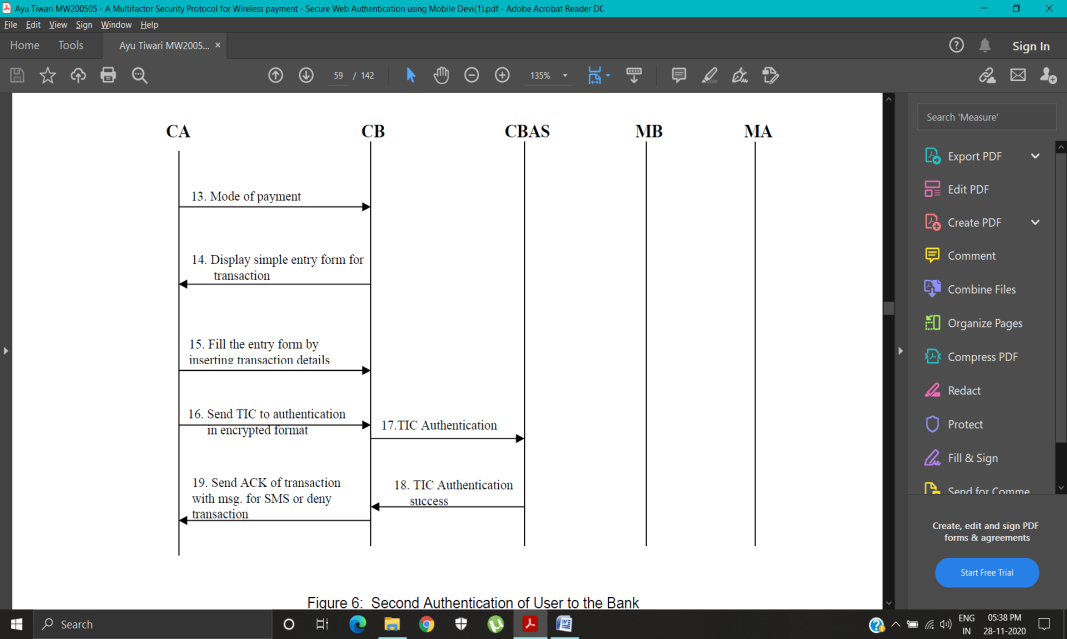 Ayu Tiwari MW200505 - A Multifactor Security Protocol for Wireless payment - Secure Web Authentication using Mobile Devi(1).pdf - Adobe Acrobat Reader DC
File Edit View Sign Window Help
Home Tools Ayu Tiwari MW2005... × Sign In
59 / 142 135%
CA CB CBAS MB MA
13. Mode of payment
14. Display simple entry form for
transaction
15. Fill the entry form by
inserting transaction details
16. Send TIC to authentication
in encrypted format
17.TIC Authentication
18. TIC Authentication
success
19. Send ACK of transaction
with msg. for SMS or deny
transaction
Figure 6: Second Authentication of User to the Bank
Search 'Measure'
Export PDF
Edit PDF
Create PDF
Comment
Combine Files
Organize Pages
Compress PDF
Redact
Protect
Fill & Sign
Send for Comme
Create, edit and sign PDF
forms & agreements
Start Free Trial
Search
ENG
IN
05:38 PM
28-11-2020